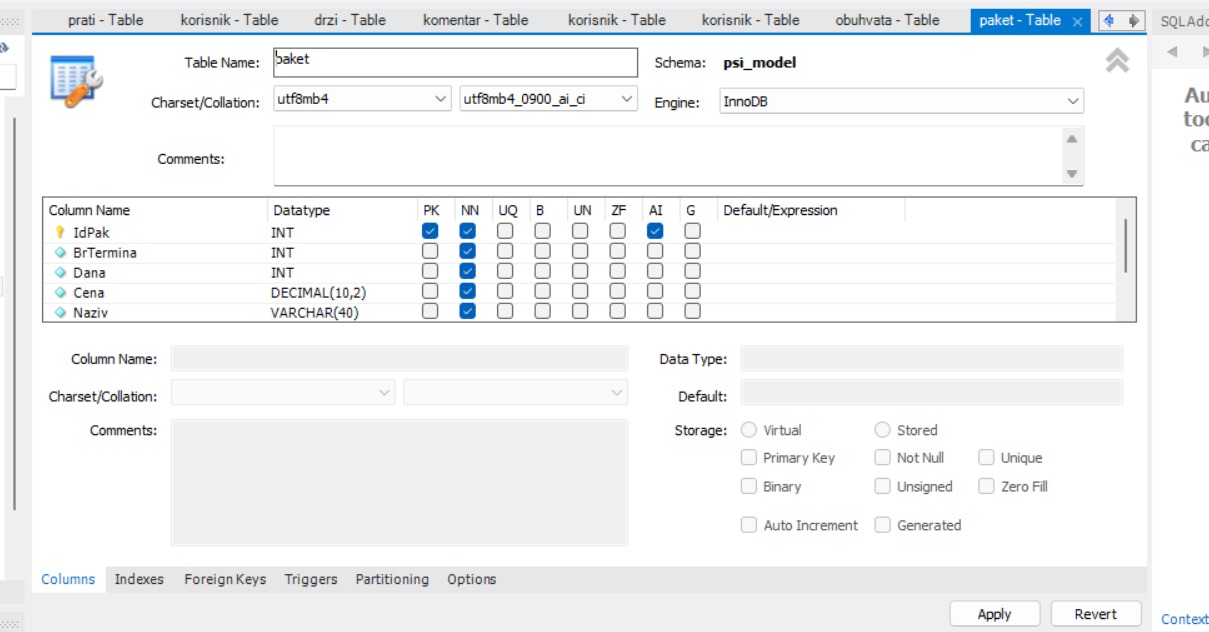 prati - Table korisnik - Table drzi - Table komentar - Table korisnik - Table korisnik - Table obuhvata - Table paket - Table
Table Name: paket Schema: psi_model
Charset/Collation: utf8mb4 utf8mb4_0900_ai_ci Engine: InnoDB
Comments:
Column Name Datatype PK NN UQ B UN ZF AI G Default/Expression
IdPak INT
BrTermina INT
Dana INT
Cena DECIMAL(10,2)
Naziv VARCHAR(40)
Column Name: Data Type:
Charset/Collation: Default:
Comments: Storage: Virtual Stored
Primary Key Not Null Unique
Binary Unsigned Zero Fill
Auto Increment Generated
Columns Indexes Foreign Keys Triggers Partitioning Options
Apply Revert
Context